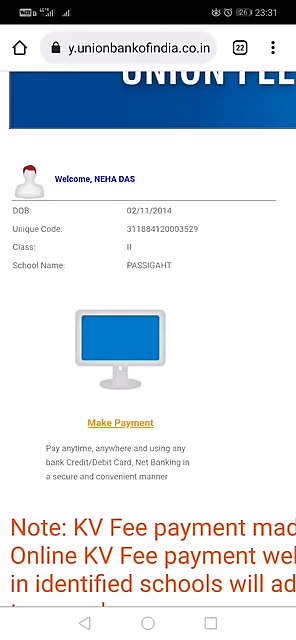 23:31
y.unionbankofindia.co.in
22
UNION FEE
Welcome, NEHA DAS
DOB: 02/11/2014
Unique Code: 311884120003529
Class: II
School Name: PASSIGAHT
Make Payment
Pay anytime, anywhere and using any
bank Credit/Debit Card, Net Banking in
a secure and convenient manner
Note: KV Fee payment mad
Online KV Fee payment wel
in identified schools will ad